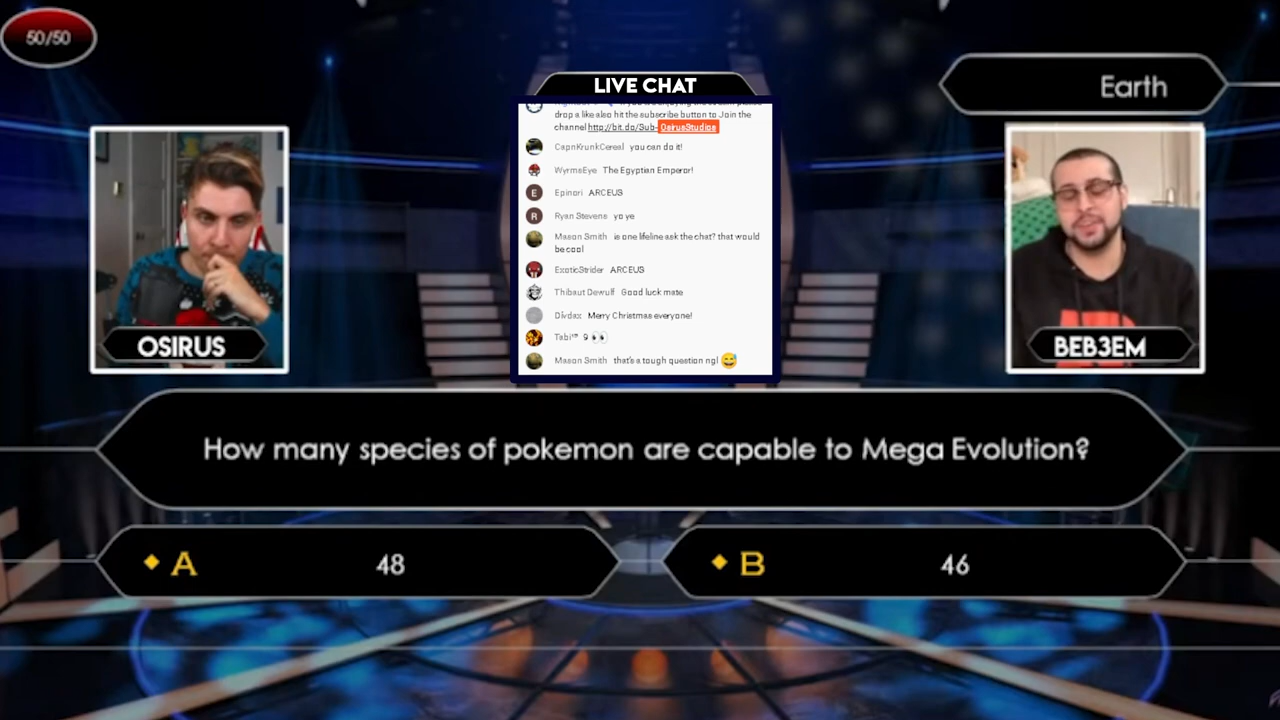 50/50
Earth
LIVE CHAT
drop a like also hit the subscribe button to Join the
channel http://bit.do/Sub-OsirusStudios
CapnKrunkCereal you can do it!
WyrmsEye The Egyptian Emperor!
E Epinori ARCEUS
R Ryan Stevens yo ye
Mason Smith is one lifeline ask the chat? that would
be cool
ExoticStrider ARCEUS
Thibaut Dewulf Good luck mate
Divdax Merry Christmas everyone!
Tabi 9 👀
Mason Smith that's a tough question ngl 😅
OSIRUS
BEB3EM
How many species of pokemon are capable to Mega Evolution?
A 48
B 46